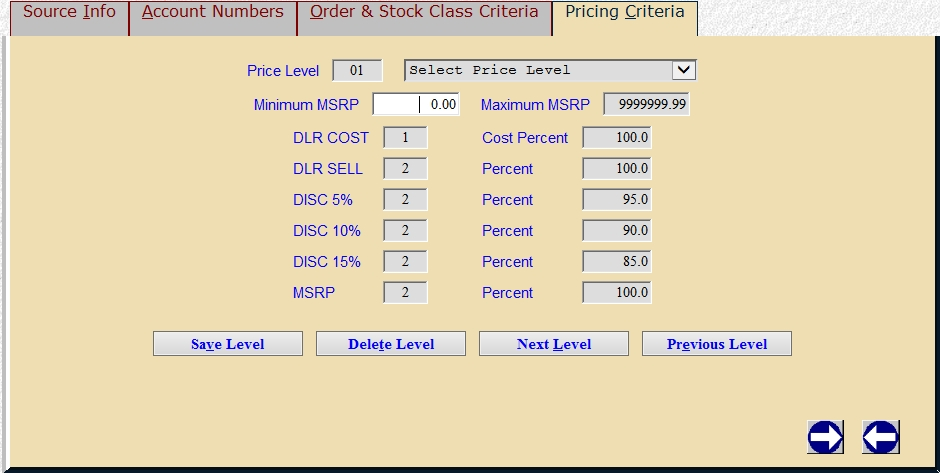 Source Info Account Numbers Order & Stock Class Criteria Pricing Criteria
Price Level 01 Select Price Level
Minimum MSRP 0.00 Maximum MSRP 9999999.99
DLR COST 1 Cost Percent 100.0
DLR SELL 2 Percent 100.0
DISC 5% 2 Percent 95.0
DISC 10% 2 Percent 90.0
DISC 15% 2 Percent 85.0
MSRP 2 Percent 100.0
Save Level Delete Level Next Level Previous Level